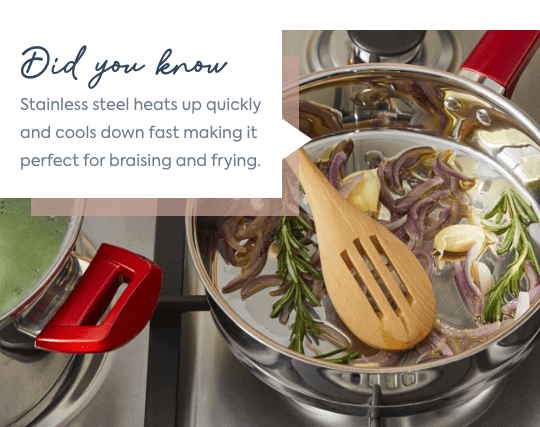 Did you know
Stainless steel heats up quickly
and cools down fast making it
perfect for braising and frying.